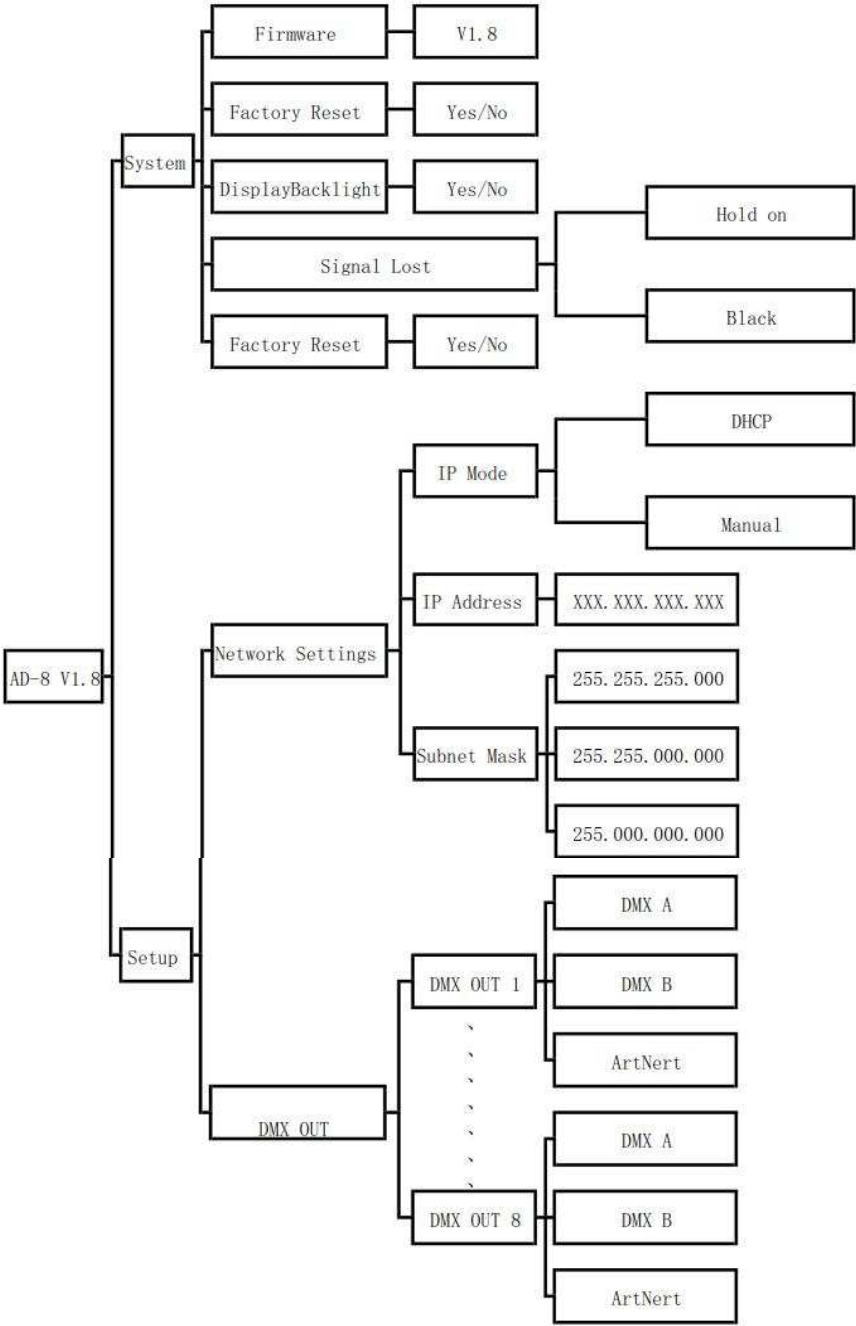 Firmware
V1.8
Factory Reset
Yes/No
System
DisplayBacklight
Yes/No
Hold on
Signal Lost
Black
Factory Reset
Yes/No
DHCP
IP Mode
Manual
IP Address
XXX.XXX.XXX.XXX
Network Settings
AD-8 V1.8
255.255.255.000
Subnet Mask
255.255.000.000
255.000.000.000
DMX A
Setup
DMX OUT 1
DMX B
ArtNert
DMX OUT
DMX A
DMX OUT 8
DMX B
ArtNert